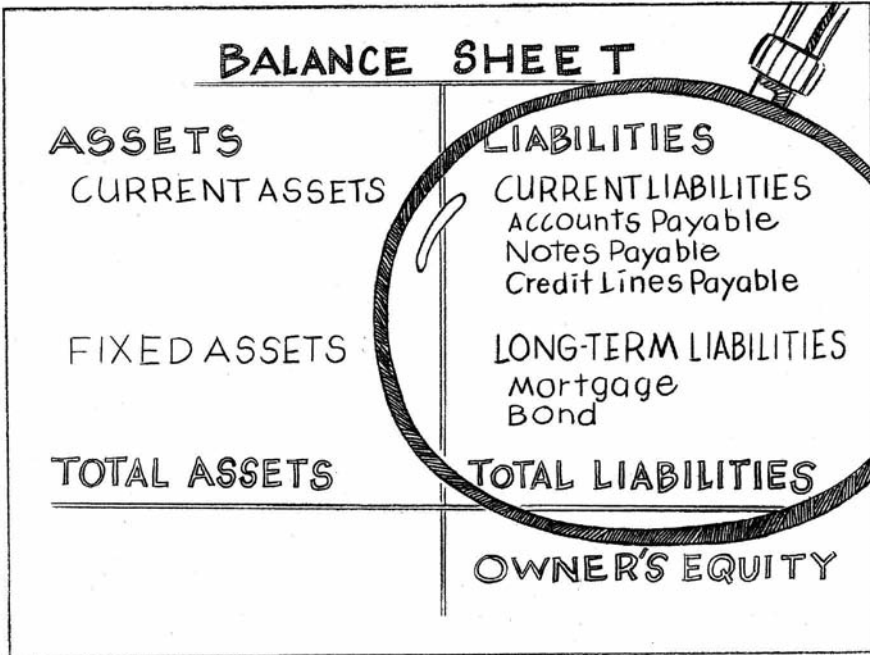 BALANCE SHEET
ASSETS
CURRENT ASSETS
FIXED ASSETS
TOTAL ASSETS
LIABILITIES
CURRENT LIABILITIES
Accounts Payable
Notes Payable
Credit Lines Payable
LONG-TERM LIABILITIES
Mortgage
Bond
TOTAL LIABILITIES
OWNER'S EQUITY